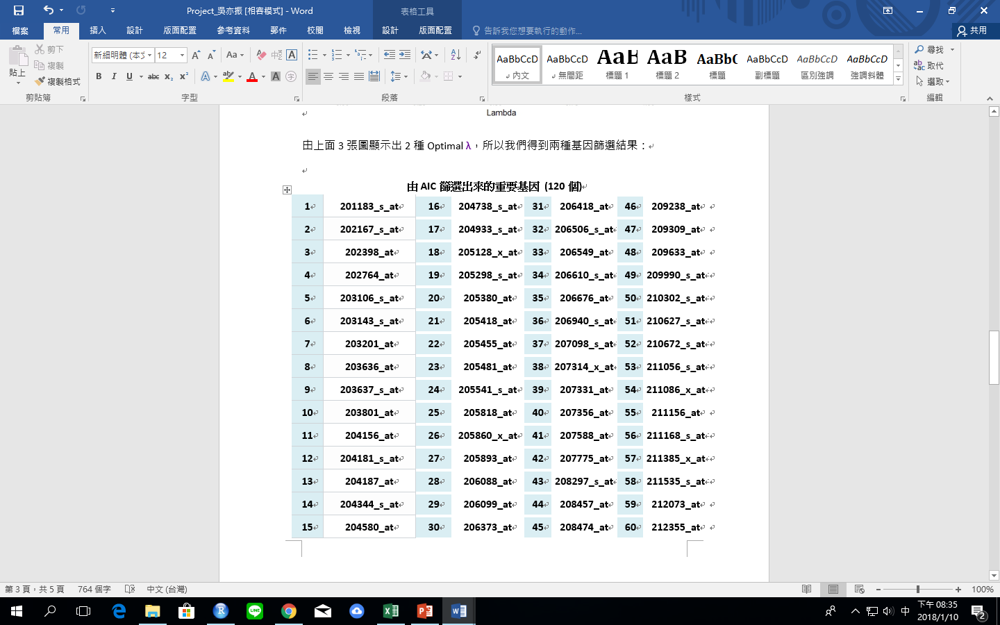 Project_吳亦振 [相容模式] - Word
表格工具
檔案 常用 插入 設計 版面配置 參考資料 郵件 校閱 檢視 設計 版面配置 告訴我您想要執行的動作... 共用
貼上 剪下 複製 複製格式
新細明體 (本文 12
AaBbCcD AaBbCcD AaBbC AaB AaBbC AaBbCcD AaBbCcD AaBbCcD
內文 無間距 標題 1 標題 2 標題 副標題 區別強調 強調斜體
尋找 取代 選取
剪貼簿 字型 段落 樣式 編輯
Lambda
由上面 3 張圖顯示出 2 種 Optimal λ，所以我們得到兩種基因篩選結果：
由 AIC 篩選出來的重要基因 (120 個)
1 201183_s_at 16 204738_s_at 31 206418_at 46 209238_at
2 202167_s_at 17 204933_s_at 32 206506_s_at 47 209309_at
3 202398_at 18 205128_x_at 33 206549_at 48 209633_at
4 202764_at 19 205298_s_at 34 206610_s_at 49 209990_s_at
5 203106_s_at 20 205380_at 35 206676_at 50 210302_s_at
6 203143_s_at 21 205418_at 36 206940_s_at 51 210627_s_at
7 203201_at 22 205455_at 37 207098_s_at 52 210672_s_at
8 203636_at 23 205481_at 38 207314_x_at 53 211056_s_at
9 203637_s_at 24 205541_s_at 39 207331_at 54 211086_x_at
10 203801_at 25 205818_at 40 207356_at 55 211156_at
11 204156_at 26 205860_x_at 41 207588_at 56 211168_s_at
12 204181_s_at 27 205893_at 42 207775_at 57 211385_x_at
13 204187_at 28 206088_at 43 208297_s_at 58 211535_s_at
14 204344_s_at 29 206099_at 44 208457_at 59 212073_at
15 204580_at 30 206373_at 45 208474_at 60 212355_at
第 3 頁，共 5 頁 764 個字 中文 (台灣) 100%
中 下午 08:35
2018/1/10 2